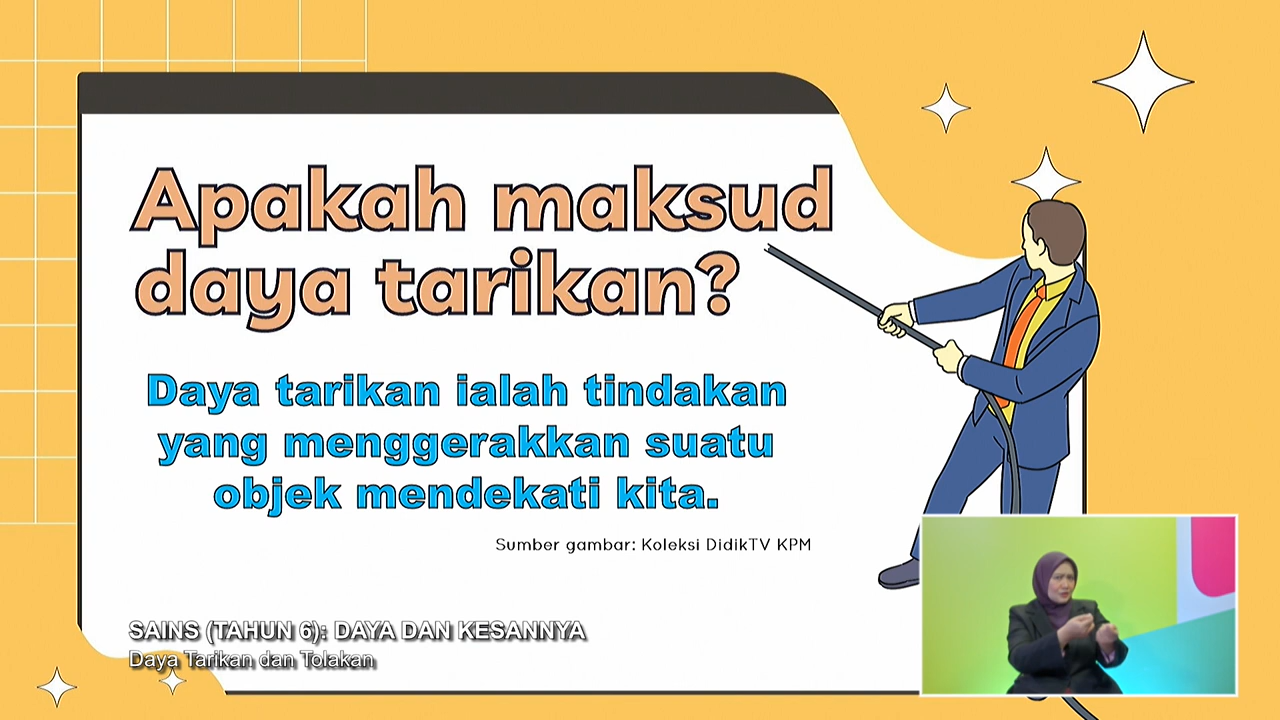 Apakah maksud
daya tarikan?
Daya tarikan ialah tindakan
yang menggerakkan suatu
objek mendekati kita.
Sumber gambar: Koleksi DidikTV KPM
SAINS (TAHUN 6): DAYA DAN KESANNYA
Daya Tarikan dan Tolakan